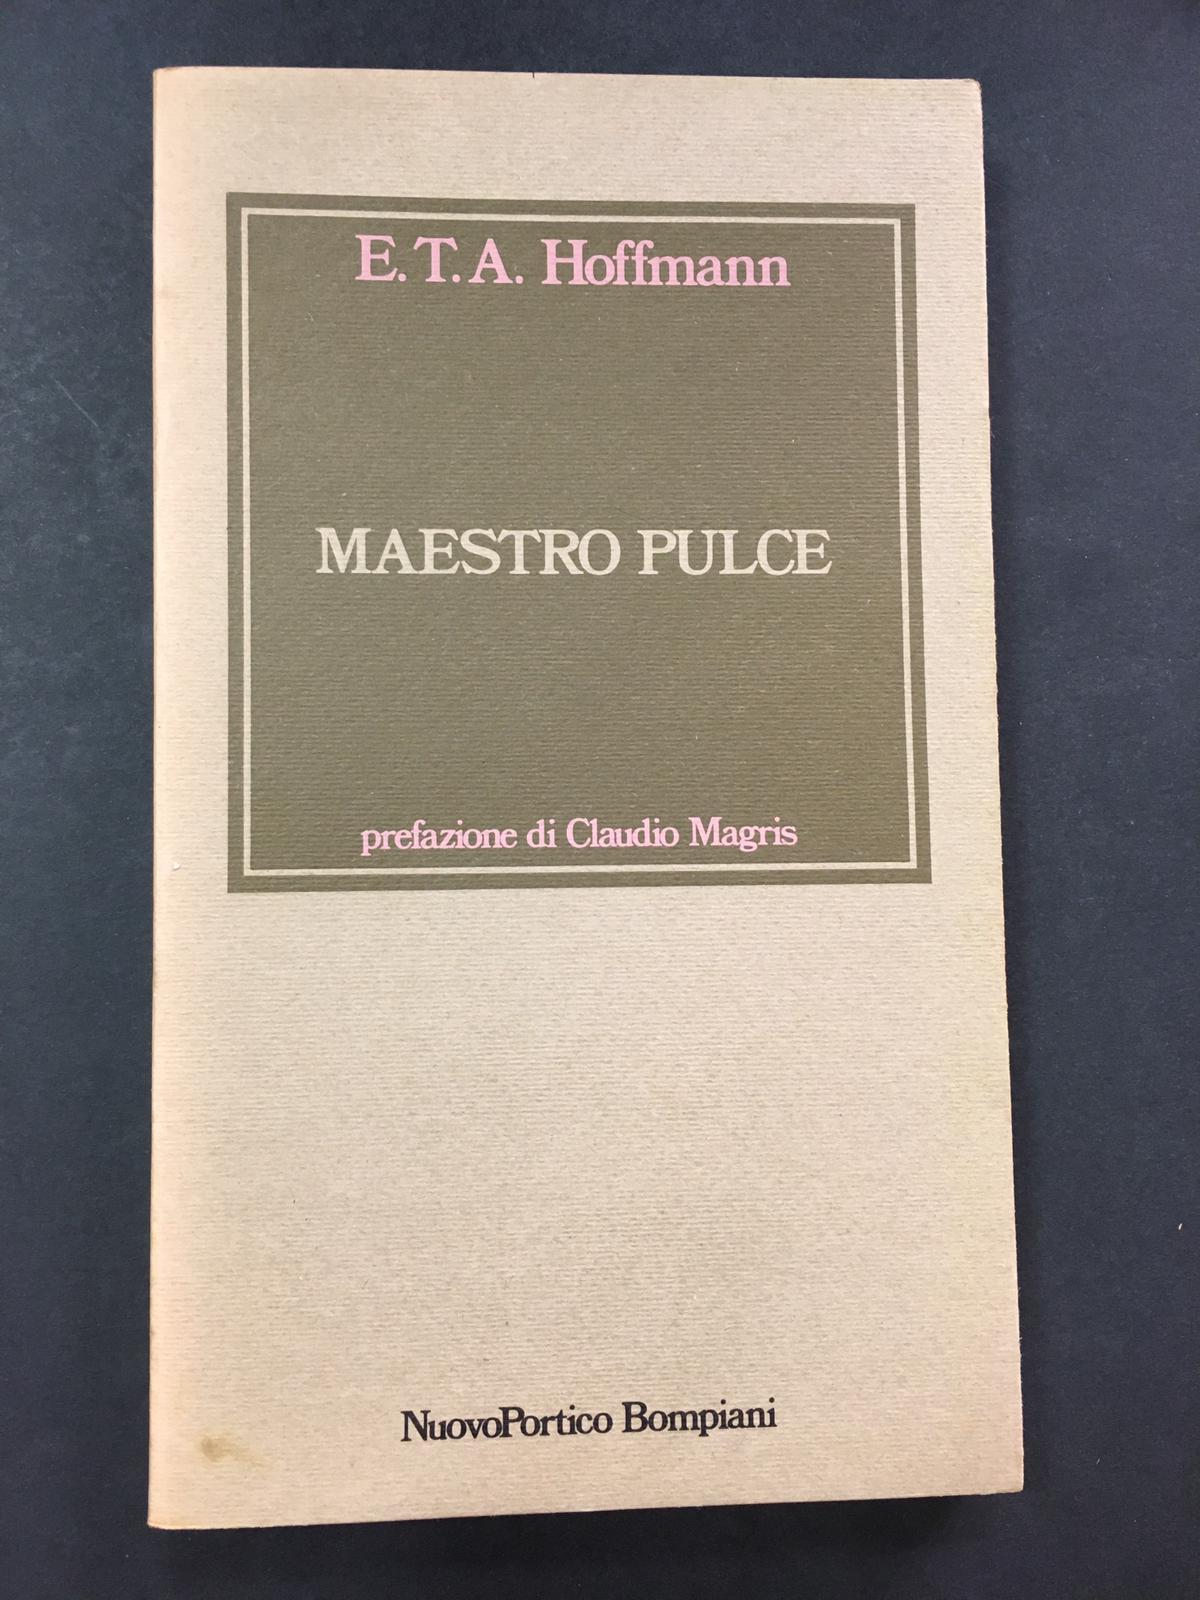 E.T.A. Hoffmann
MAESTRO PULCE
prefazione di Claudio Magris
NuovoPortico Bompiani